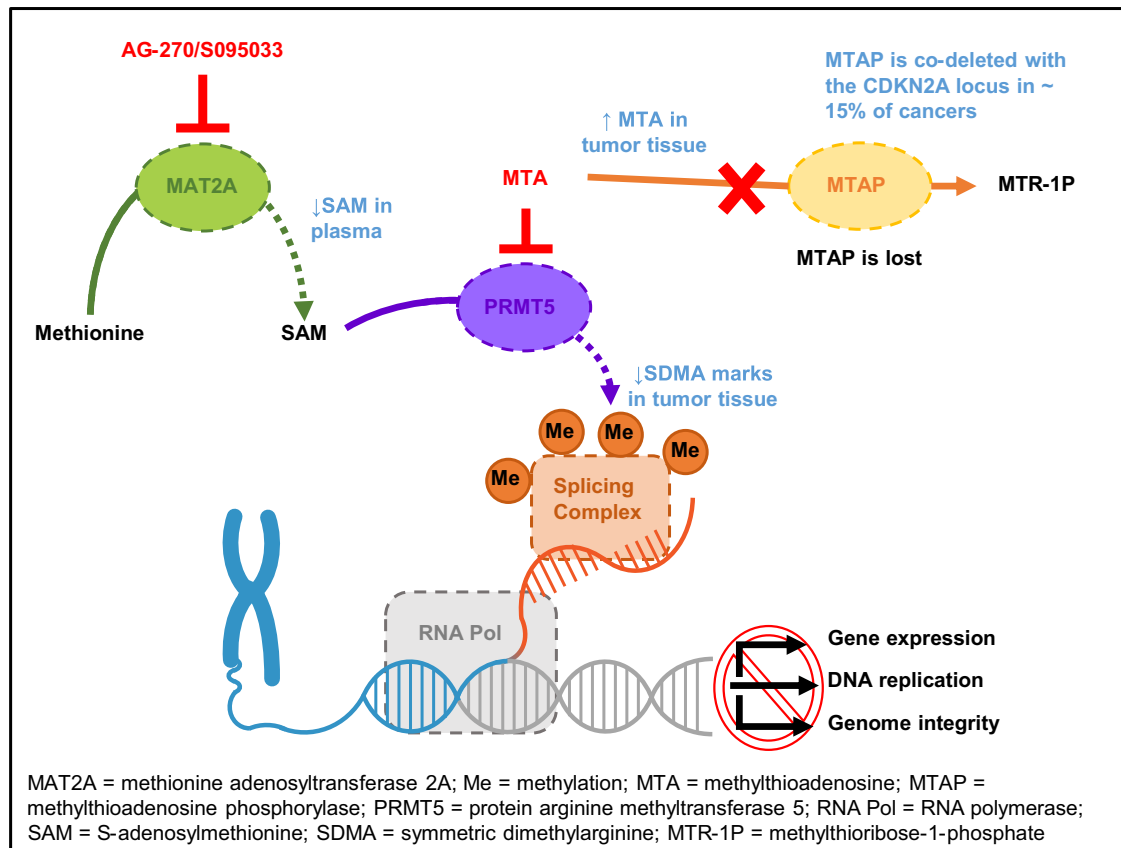 AG-270/S095033
MTAP is co-deleted with
the CDKN2A locus in ~
15% of cancers
↑ MTA in
tumor tissue
MAT2A
MTA
MTAP
MTR-1P
↓SAM in
plasma
MTAP is lost
PRMT5
Methionine
SAM
↓SDMA marks
in tumor tissue
Me
Me
Me
Me
Splicing
Complex
RNA Pol
Gene expression
DNA replication
Genome integrity
MAT2A = methionine adenosyltransferase 2A; Me = methylation; MTA = methylthioadenosine; MTAP =
methylthioadenosine phosphorylase; PRMT5 = protein arginine methyltransferase 5; RNA Pol = RNA polymerase;
SAM = S-adenosylmethionine; SDMA = symmetric dimethylarginine; MTR-1P = methylthioribose-1-phosphate